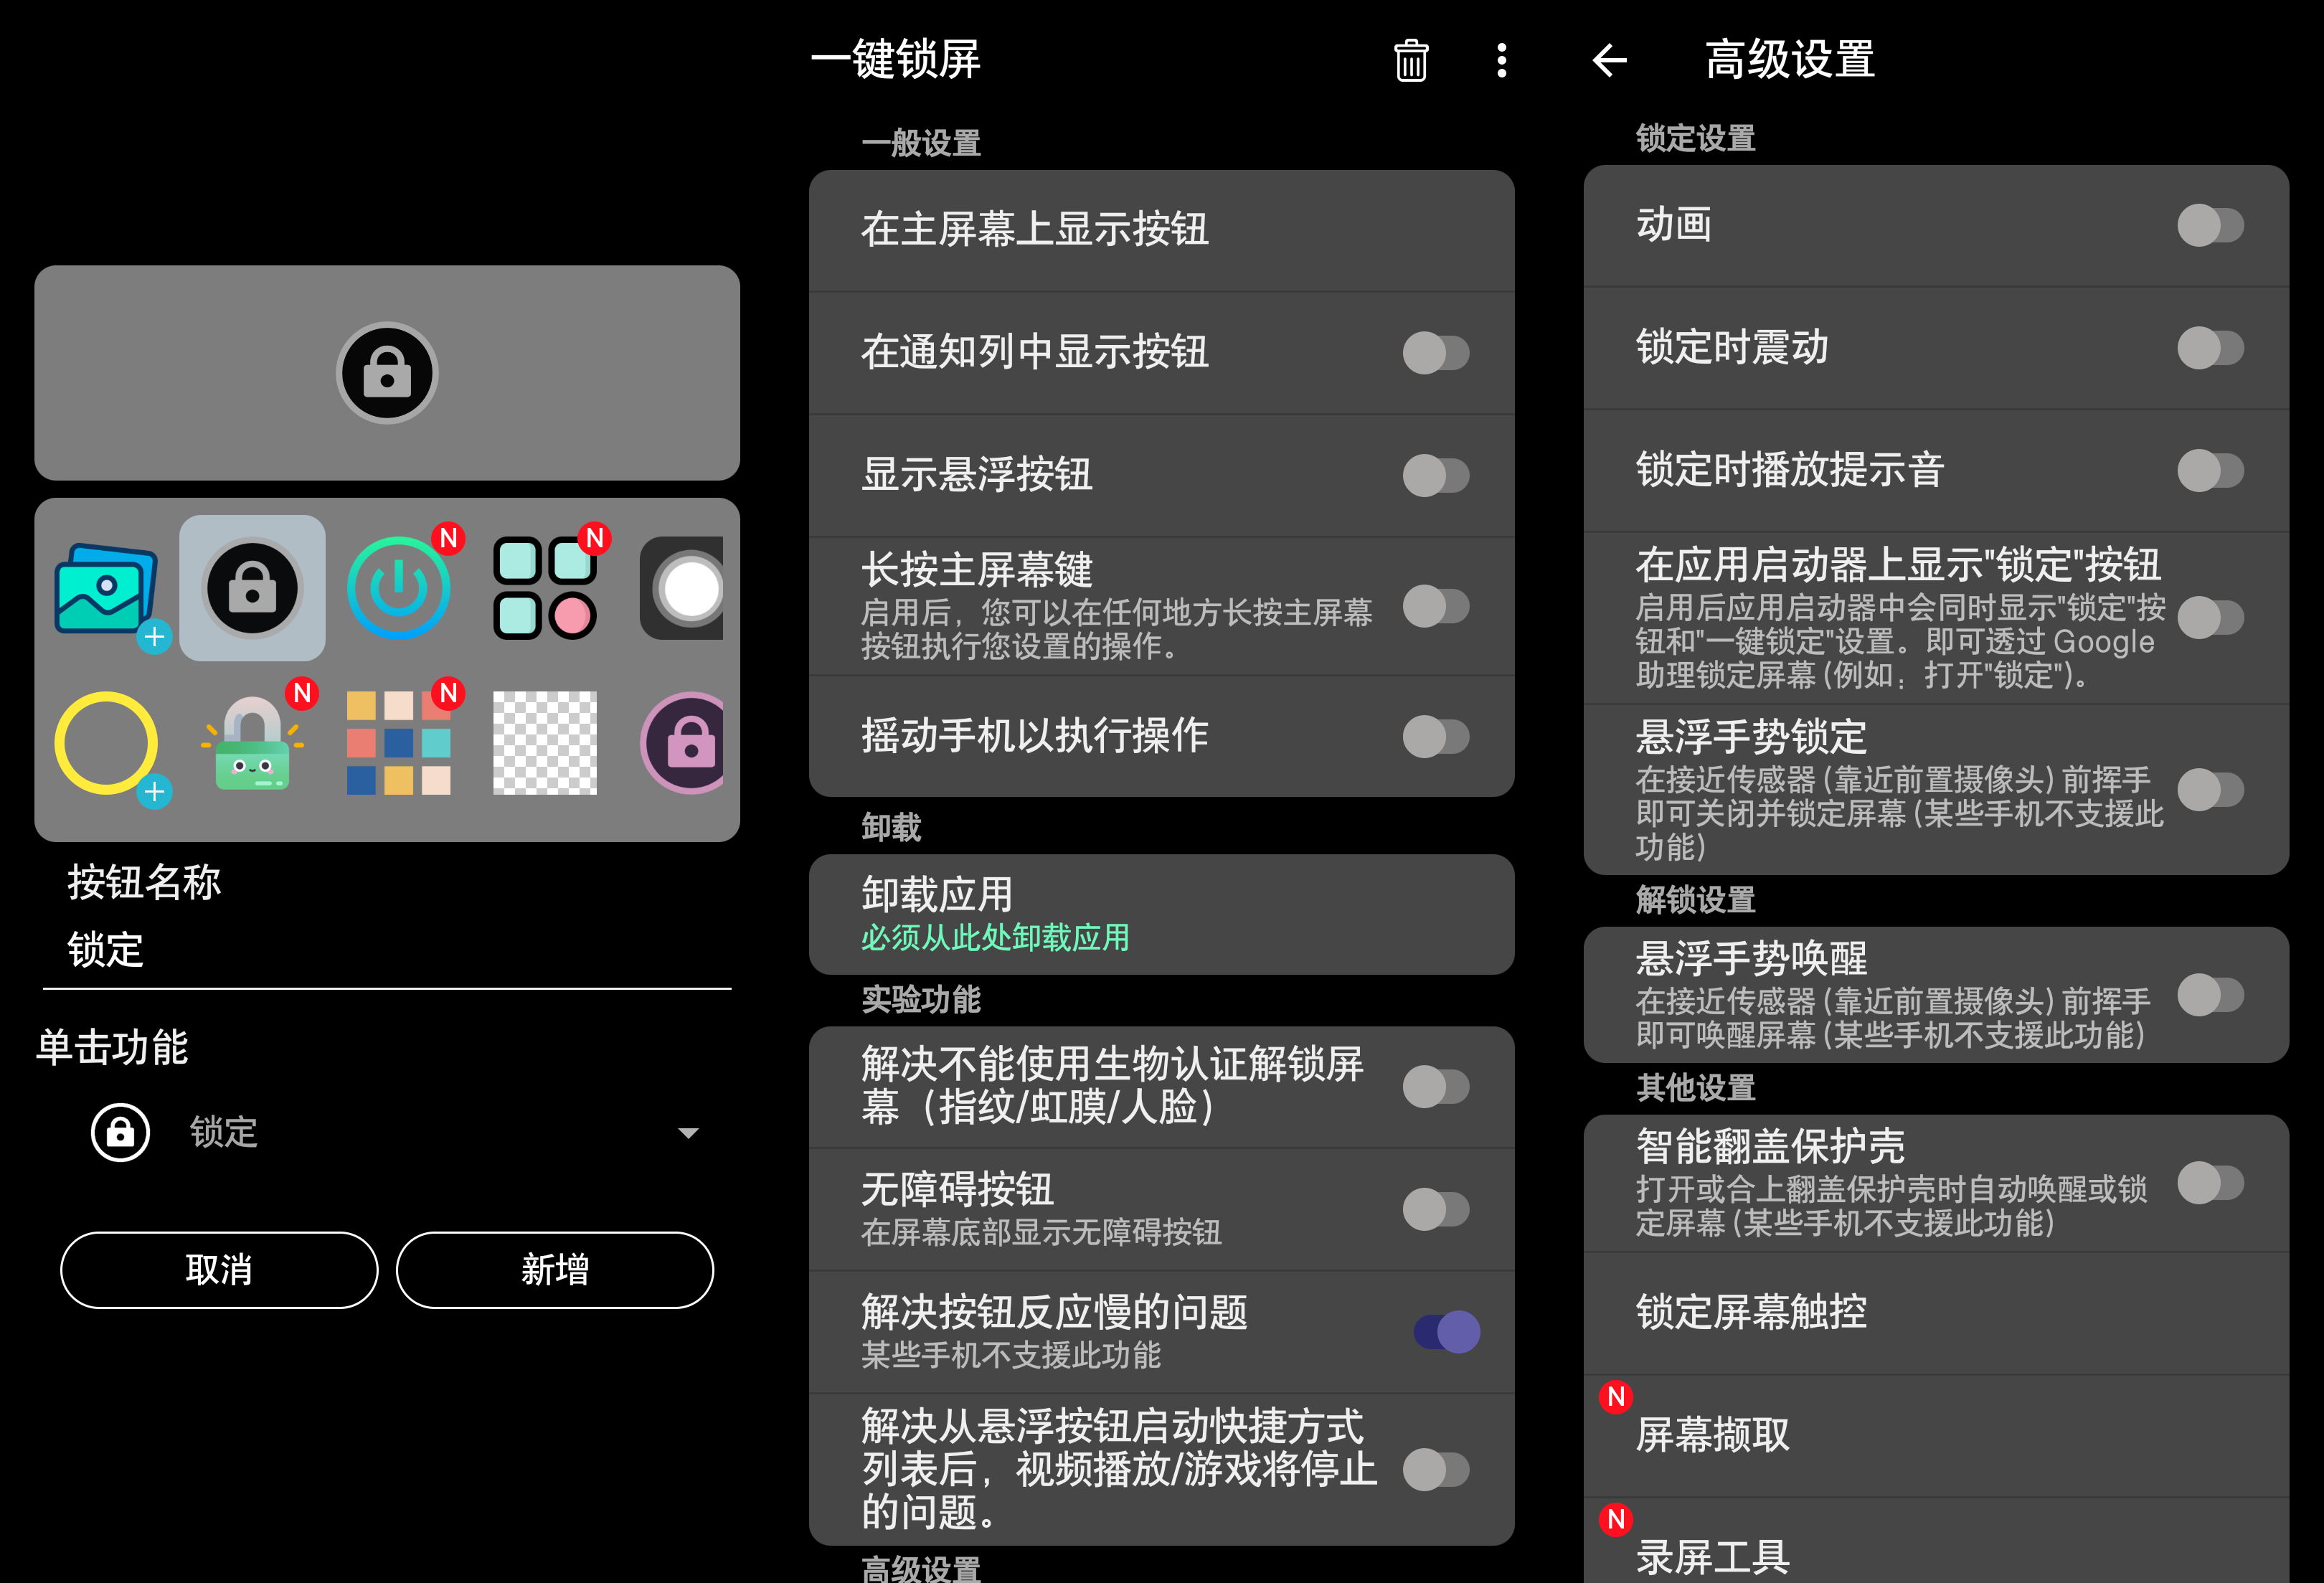 N
N
N
N
按钮名称
锁定
单击功能
锁定
取消
新增
一键锁屏
一般设置
在主屏幕上显示按钮
在通知列中显示按钮
显示悬浮按钮
长按主屏幕键
启用后，您可以在任何地方长按主屏幕
按钮执行您设置的操作。
摇动手机以执行操作
卸载
卸载应用
必须从此处卸载应用
实验功能
解决不能使用生物认证解锁屏
幕（指纹/虹膜/人脸）
无障碍按钮
在屏幕底部显示无障碍按钮
解决按钮反应慢的问题
某些手机不支援此功能
解决从悬浮按钮启动快捷方式
列表后，视频播放/游戏将停止
的问题。
高级设置
高级设置
锁定设置
动画
锁定时震动
锁定时播放提示音
在应用启动器上显示"锁定"按钮
启用后应用启动器中会同时显示"锁定"按
钮和"一键锁定"设置。即可透过 Google
助理锁定屏幕 (例如：打开"锁定")。
悬浮手势锁定
在接近传感器 (靠近前置摄像头) 前挥手
即可关闭并锁定屏幕 (某些手机不支援此
功能)
解锁设置
悬浮手势唤醒
在接近传感器 (靠近前置摄像头) 前挥手
即可唤醒屏幕 (某些手机不支援此功能)
其他设置
智能翻盖保护壳
打开或合上翻盖保护壳时自动唤醒或锁
定屏幕 (某些手机不支援此功能)
锁定屏幕触控
N
屏幕撷取
N
录屏工具